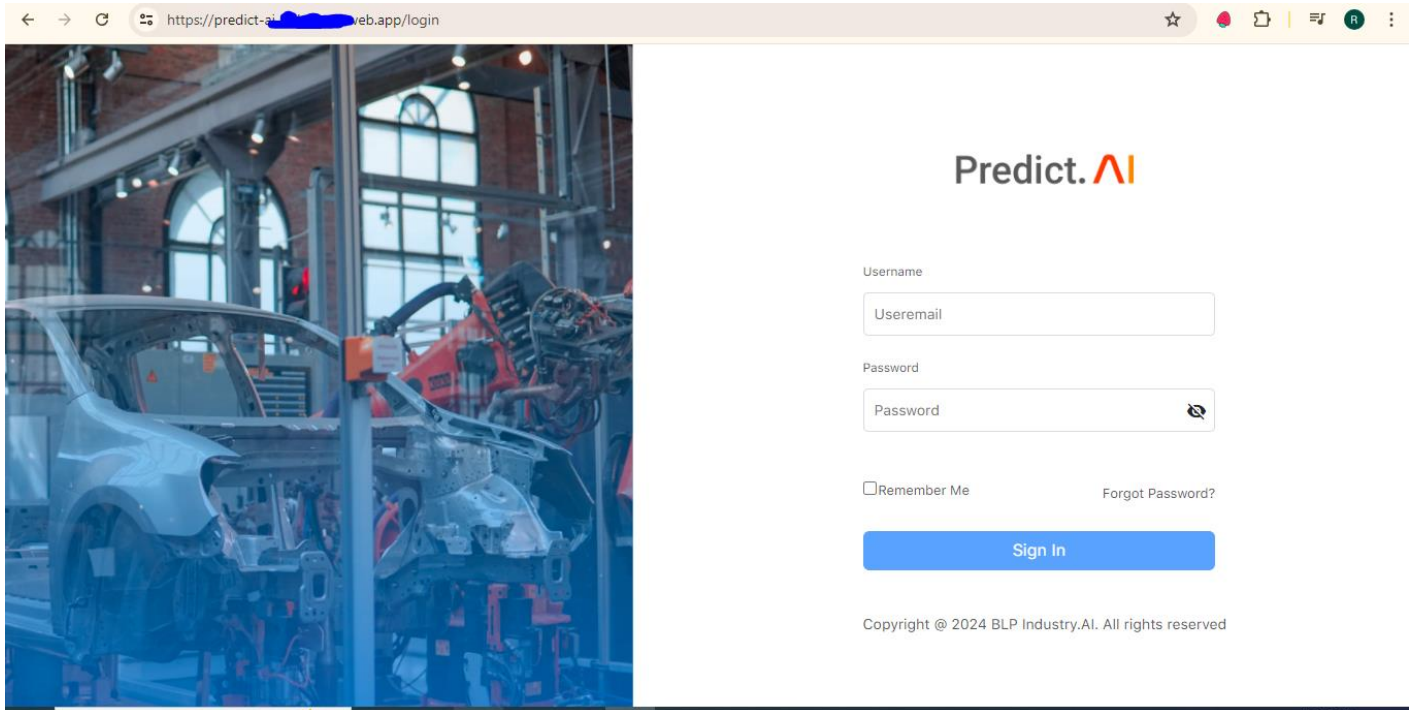 https://predict-ai eb.app/login
R
Predict. AI
Username
Useremail
Password
Password
Remember Me
Forgot Password?
Sign In
Copyright @ 2024 BLP Industry.AI. All rights reserved